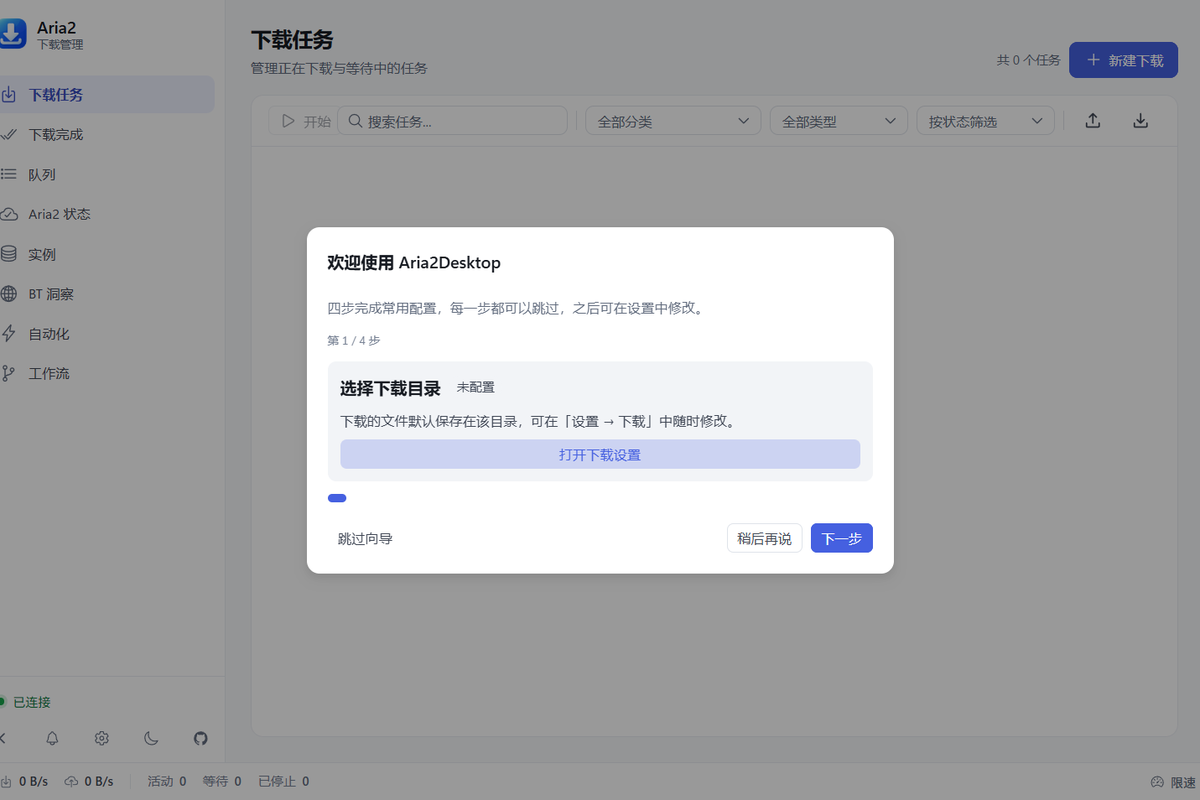 Aria2
下载管理
下载任务
下载完成
队列
Aria2 状态
实例
BT 洞察
自动化
工作流
已连接
下载任务
管理正在下载与等待中的任务
共 0 个任务
新建下载
开始
搜索任务...
全部分类
全部类型
按状态筛选
欢迎使用 Aria2Desktop
四步完成常用配置，每一步都可以跳过，之后可在设置中修改。
第 1 / 4 步
选择下载目录 未配置
下载的文件默认保存在该目录，可在「设置 → 下载」中随时修改。
打开下载设置
跳过向导
稍后再说
下一步
0 B/s 0 B/s 活动 0 等待 0 已停止 0 限速